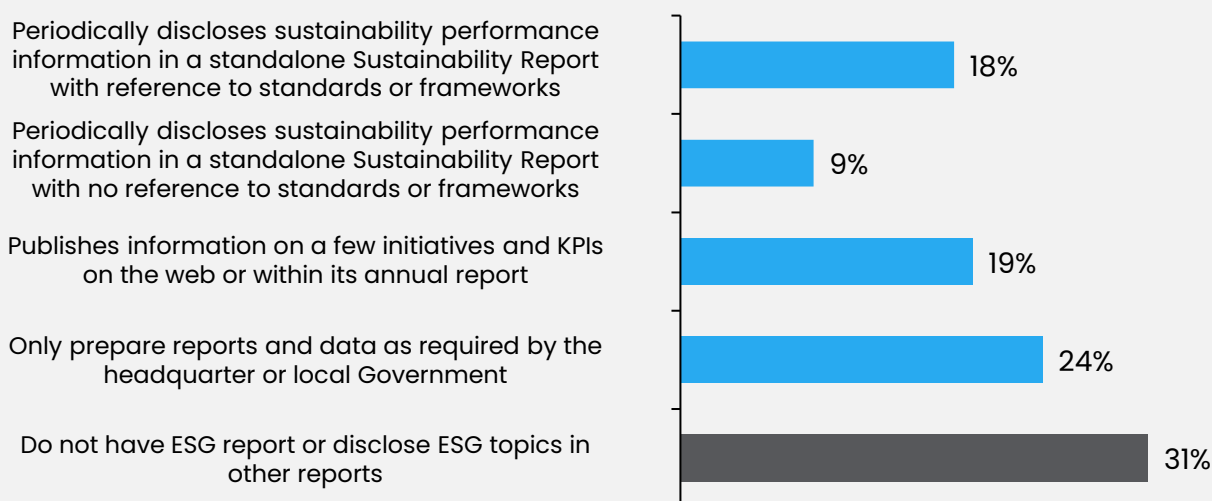 Periodically discloses sustainability performance
information in a standalone Sustainability Report
with reference to standards or frameworks
18%
Periodically discloses sustainability performance
information in a standalone Sustainability Report
with no reference to standards or frameworks
9%
Publishes information on a few initiatives and KPIs
on the web or within its annual report
19%
Only prepare reports and data as required by the
headquarter or local Government
24%
Do not have ESG report or disclose ESG topics in
other reports
31%